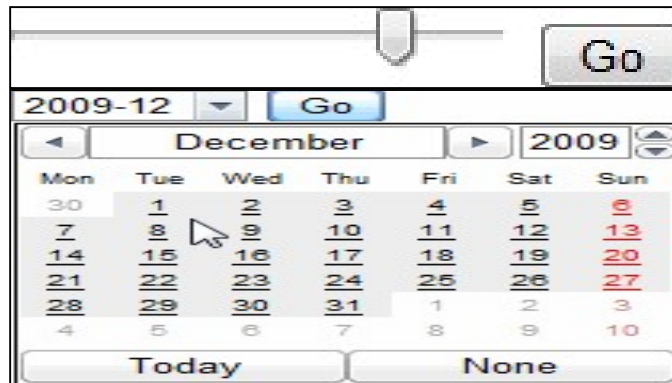 Go
2009-12 Go
December 2009
Mon Tue Wed Thu Fri Sat Sun
30 1 2 3 4 5 6
7 8 9 10 11 12 13
14 15 16 17 18 19 20
21 22 23 24 25 26 27
28 29 30 31 1 2 3
4 5 6 7 8 9 10
Today None